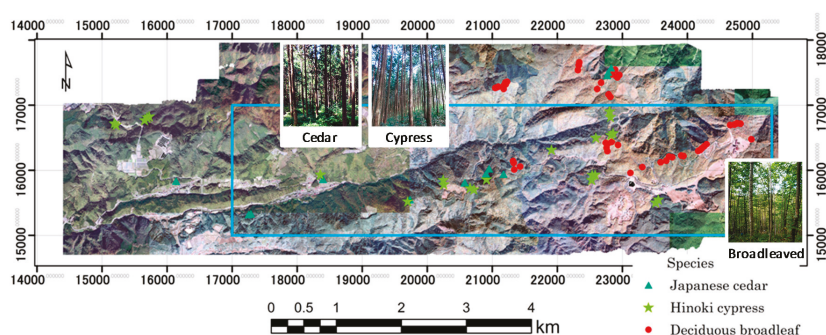 14000 15000 16000 17000 18000 19000 20000 21000 22000 23000 24000 25000
18000 18000
17000 17000
16000 16000
15000 15000
N
Cedar
Cypress
Broadleaved
14000 15000 16000 17000 18000 19000 20000 21000 22000 23000
Species
Japanese cedar
Hinoki cypress
Deciduous broadleaf
0 0.5 1 2 3 4
km